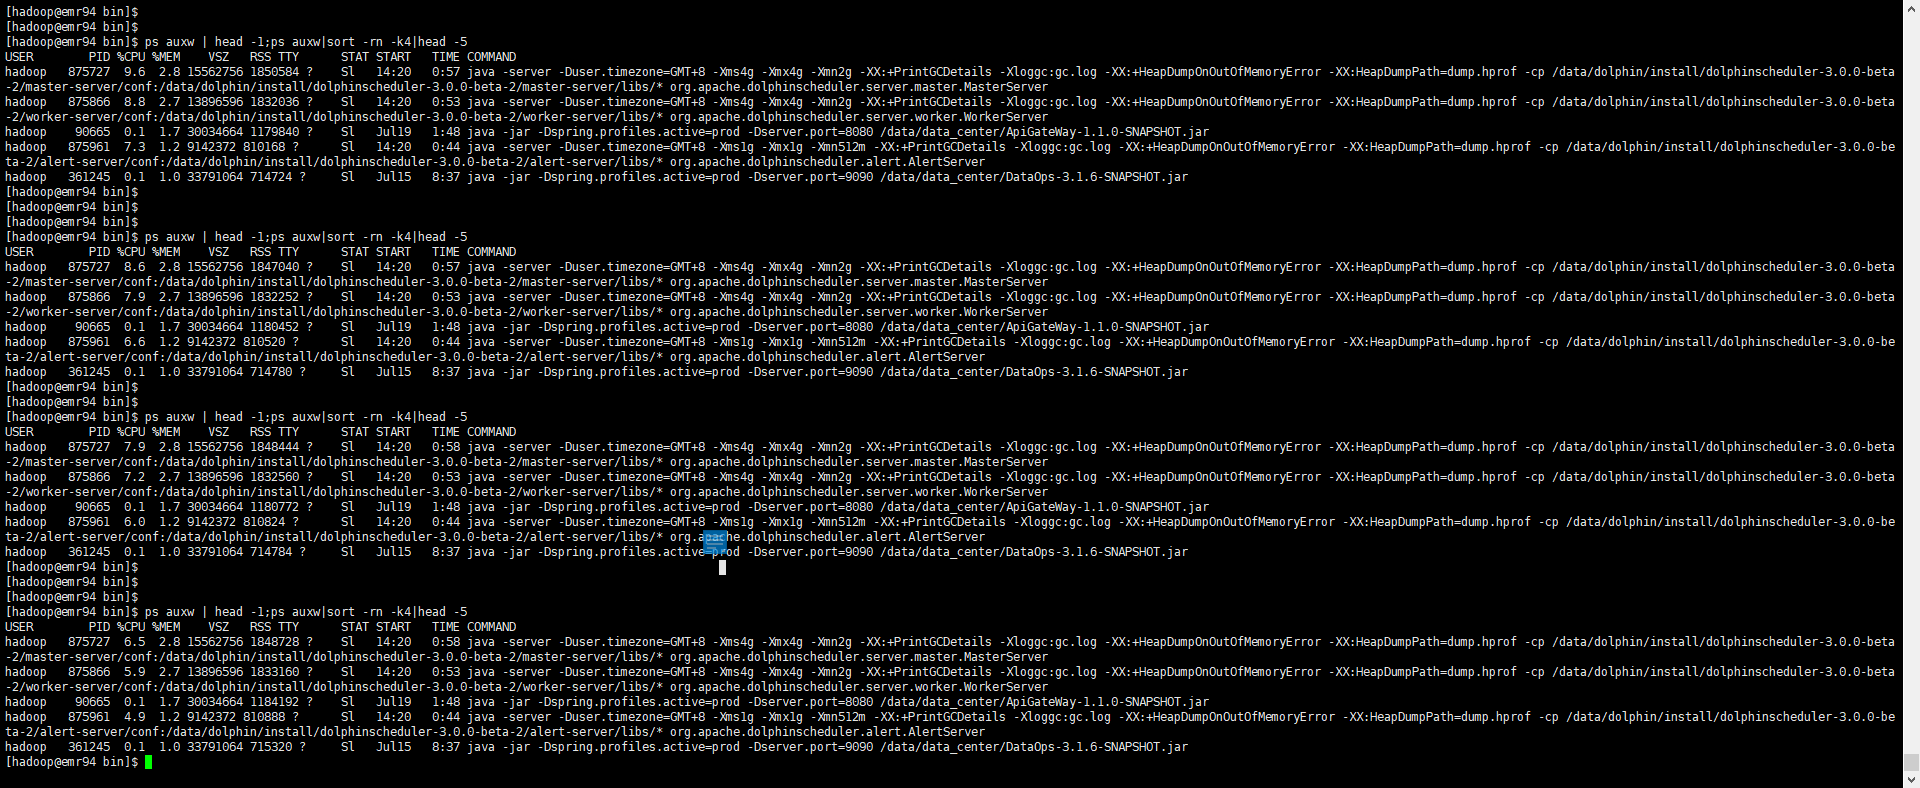 [hadoop@emr94 bin]$
[hadoop@emr94 bin]$
[hadoop@emr94 bin]$ ps auxw | head -1;ps auxw|sort -rn -k4|head -5
USER        PID %CPU %MEM    VSZ   RSS TTY      STAT START   TIME COMMAND
hadoop   875727  9.6  2.8 15562756 1850584 ?    Sl   14:20   0:57 java -server -Duser.timezone=GMT+8 -Xms4g -Xmx4g -Xmn2g -XX:+PrintGCDetails -Xloggc:gc.log -XX:+HeapDumpOnOutOfMemoryError -XX:HeapDumpPath=dump.hprof -cp /data/dolphin/install/dolphinscheduler-3.0.0-beta
-2/master-server/conf:/data/dolphin/install/dolphinscheduler-3.0.0-beta-2/master-server/libs/* org.apache.dolphinscheduler.server.master.MasterServer
hadoop   875866  8.8  2.7 13896596 1832036 ?    Sl   14:20   0:53 java -server -Duser.timezone=GMT+8 -Xms4g -Xmx4g -Xmn2g -XX:+PrintGCDetails -Xloggc:gc.log -XX:+HeapDumpOnOutOfMemoryError -XX:HeapDumpPath=dump.hprof -cp /data/dolphin/install/dolphinscheduler-3.0.0-beta
-2/worker-server/conf:/data/dolphin/install/dolphinscheduler-3.0.0-beta-2/worker-server/libs/* org.apache.dolphinscheduler.server.worker.WorkerServer
hadoop    90665  0.1  1.7 30034664 1179840 ?    Sl   Jul19   1:48 java -jar -Dspring.profiles.active=prod -Dserver.port=8080 /data/data_center/ApiGateWay-1.1.0-SNAPSHOT.jar
hadoop   875961  7.3  1.2 9142372 810168 ?      Sl   14:20   0:44 java -server -Duser.timezone=GMT+8 -Xms1g -Xmx1g -Xmn512m -XX:+PrintGCDetails -Xloggc:gc.log -XX:+HeapDumpOnOutOfMemoryError -XX:HeapDumpPath=dump.hprof -cp /data/dolphin/install/dolphinscheduler-3.0.0-be
ta-2/alert-server/conf:/data/dolphin/install/dolphinscheduler-3.0.0-beta-2/alert-server/libs/* org.apache.dolphinscheduler.alert.AlertServer
hadoop   361245  0.1  1.0 33791064 714724 ?     Sl   Jul15   8:37 java -jar -Dspring.profiles.active=prod -Dserver.port=9090 /data/data_center/DataOps-3.1.6-SNAPSHOT.jar
[hadoop@emr94 bin]$
[hadoop@emr94 bin]$
[hadoop@emr94 bin]$
[hadoop@emr94 bin]$ ps auxw | head -1;ps auxw|sort -rn -k4|head -5
USER        PID %CPU %MEM    VSZ   RSS TTY      STAT START   TIME COMMAND
hadoop   875727  8.6  2.8 15562756 1847040 ?    Sl   14:20   0:57 java -server -Duser.timezone=GMT+8 -Xms4g -Xmx4g -Xmn2g -XX:+PrintGCDetails -Xloggc:gc.log -XX:+HeapDumpOnOutOfMemoryError -XX:HeapDumpPath=dump.hprof -cp /data/dolphin/install/dolphinscheduler-3.0.0-beta
-2/master-server/conf:/data/dolphin/install/dolphinscheduler-3.0.0-beta-2/master-server/libs/* org.apache.dolphinscheduler.server.master.MasterServer
hadoop   875866  7.9  2.7 13896596 1832252 ?    Sl   14:20   0:53 java -server -Duser.timezone=GMT+8 -Xms4g -Xmx4g -Xmn2g -XX:+PrintGCDetails -Xloggc:gc.log -XX:+HeapDumpOnOutOfMemoryError -XX:HeapDumpPath=dump.hprof -cp /data/dolphin/install/dolphinscheduler-3.0.0-beta
-2/worker-server/conf:/data/dolphin/install/dolphinscheduler-3.0.0-beta-2/worker-server/libs/* org.apache.dolphinscheduler.server.worker.WorkerServer
hadoop    90665  0.1  1.7 30034664 1180452 ?    Sl   Jul19   1:48 java -jar -Dspring.profiles.active=prod -Dserver.port=8080 /data/data_center/ApiGateWay-1.1.0-SNAPSHOT.jar
hadoop   875961  6.6  1.2 9142372 810520 ?      Sl   14:20   0:44 java -server -Duser.timezone=GMT+8 -Xms1g -Xmx1g -Xmn512m -XX:+PrintGCDetails -Xloggc:gc.log -XX:+HeapDumpOnOutOfMemoryError -XX:HeapDumpPath=dump.hprof -cp /data/dolphin/install/dolphinscheduler-3.0.0-be
ta-2/alert-server/conf:/data/dolphin/install/dolphinscheduler-3.0.0-beta-2/alert-server/libs/* org.apache.dolphinscheduler.alert.AlertServer
hadoop   361245  0.1  1.0 33791064 714780 ?     Sl   Jul15   8:37 java -jar -Dspring.profiles.active=prod -Dserver.port=9090 /data/data_center/DataOps-3.1.6-SNAPSHOT.jar
[hadoop@emr94 bin]$
[hadoop@emr94 bin]$
[hadoop@emr94 bin]$ ps auxw | head -1;ps auxw|sort -rn -k4|head -5
USER        PID %CPU %MEM    VSZ   RSS TTY      STAT START   TIME COMMAND
hadoop   875727  7.9  2.8 15562756 1848444 ?    Sl   14:20   0:58 java -server -Duser.timezone=GMT+8 -Xms4g -Xmx4g -Xmn2g -XX:+PrintGCDetails -Xloggc:gc.log -XX:+HeapDumpOnOutOfMemoryError -XX:HeapDumpPath=dump.hprof -cp /data/dolphin/install/dolphinscheduler-3.0.0-beta
-2/master-server/conf:/data/dolphin/install/dolphinscheduler-3.0.0-beta-2/master-server/libs/* org.apache.dolphinscheduler.server.master.MasterServer
hadoop   875866  7.2  2.7 13896596 1832560 ?    Sl   14:20   0:53 java -server -Duser.timezone=GMT+8 -Xms4g -Xmx4g -Xmn2g -XX:+PrintGCDetails -Xloggc:gc.log -XX:+HeapDumpOnOutOfMemoryError -XX:HeapDumpPath=dump.hprof -cp /data/dolphin/install/dolphinscheduler-3.0.0-beta
-2/worker-server/conf:/data/dolphin/install/dolphinscheduler-3.0.0-beta-2/worker-server/libs/* org.apache.dolphinscheduler.server.worker.WorkerServer
hadoop    90665  0.1  1.7 30034664 1180772 ?    Sl   Jul19   1:48 java -jar -Dspring.profiles.active=prod -Dserver.port=8080 /data/data_center/ApiGateWay-1.1.0-SNAPSHOT.jar
hadoop   875961  6.0  1.2 9142372 810824 ?      Sl   14:20   0:44 java -server -Duser.timezone=GMT+8 -Xms1g -Xmx1g -Xmn512m -XX:+PrintGCDetails -Xloggc:gc.log -XX:+HeapDumpOnOutOfMemoryError -XX:HeapDumpPath=dump.hprof -cp /data/dolphin/install/dolphinscheduler-3.0.0-be
ta-2/alert-server/conf:/data/dolphin/install/dolphinscheduler-3.0.0-beta-2/alert-server/libs/* org.apache.dolphinscheduler.alert.AlertServer
hadoop   361245  0.1  1.0 33791064 714784 ?     Sl   Jul15   8:37 java -jar -Dspring.profiles.active=prod -Dserver.port=9090 /data/data_center/DataOps-3.1.6-SNAPSHOT.jar
[hadoop@emr94 bin]$
[hadoop@emr94 bin]$
[hadoop@emr94 bin]$
[hadoop@emr94 bin]$ ps auxw | head -1;ps auxw|sort -rn -k4|head -5
USER        PID %CPU %MEM    VSZ   RSS TTY      STAT START   TIME COMMAND
hadoop   875727  6.5  2.8 15562756 1848728 ?    Sl   14:20   0:58 java -server -Duser.timezone=GMT+8 -Xms4g -Xmx4g -Xmn2g -XX:+PrintGCDetails -Xloggc:gc.log -XX:+HeapDumpOnOutOfMemoryError -XX:HeapDumpPath=dump.hprof -cp /data/dolphin/install/dolphinscheduler-3.0.0-beta
-2/master-server/conf:/data/dolphin/install/dolphinscheduler-3.0.0-beta-2/master-server/libs/* org.apache.dolphinscheduler.server.master.MasterServer
hadoop   875866  5.9  2.7 13896596 1833160 ?    Sl   14:20   0:53 java -server -Duser.timezone=GMT+8 -Xms4g -Xmx4g -Xmn2g -XX:+PrintGCDetails -Xloggc:gc.log -XX:+HeapDumpOnOutOfMemoryError -XX:HeapDumpPath=dump.hprof -cp /data/dolphin/install/dolphinscheduler-3.0.0-beta
-2/worker-server/conf:/data/dolphin/install/dolphinscheduler-3.0.0-beta-2/worker-server/libs/* org.apache.dolphinscheduler.server.worker.WorkerServer
hadoop    90665  0.1  1.7 30034664 1184192 ?    Sl   Jul19   1:48 java -jar -Dspring.profiles.active=prod -Dserver.port=8080 /data/data_center/ApiGateWay-1.1.0-SNAPSHOT.jar
hadoop   875961  4.9  1.2 9142372 810888 ?      Sl   14:20   0:44 java -server -Duser.timezone=GMT+8 -Xms1g -Xmx1g -Xmn512m -XX:+PrintGCDetails -Xloggc:gc.log -XX:+HeapDumpOnOutOfMemoryError -XX:HeapDumpPath=dump.hprof -cp /data/dolphin/install/dolphinscheduler-3.0.0-be
ta-2/alert-server/conf:/data/dolphin/install/dolphinscheduler-3.0.0-beta-2/alert-server/libs/* org.apache.dolphinscheduler.alert.AlertServer
hadoop   361245  0.1  1.0 33791064 715320 ?     Sl   Jul15   8:37 java -jar -Dspring.profiles.active=prod -Dserver.port=9090 /data/data_center/DataOps-3.1.6-SNAPSHOT.jar
[hadoop@emr94 bin]$